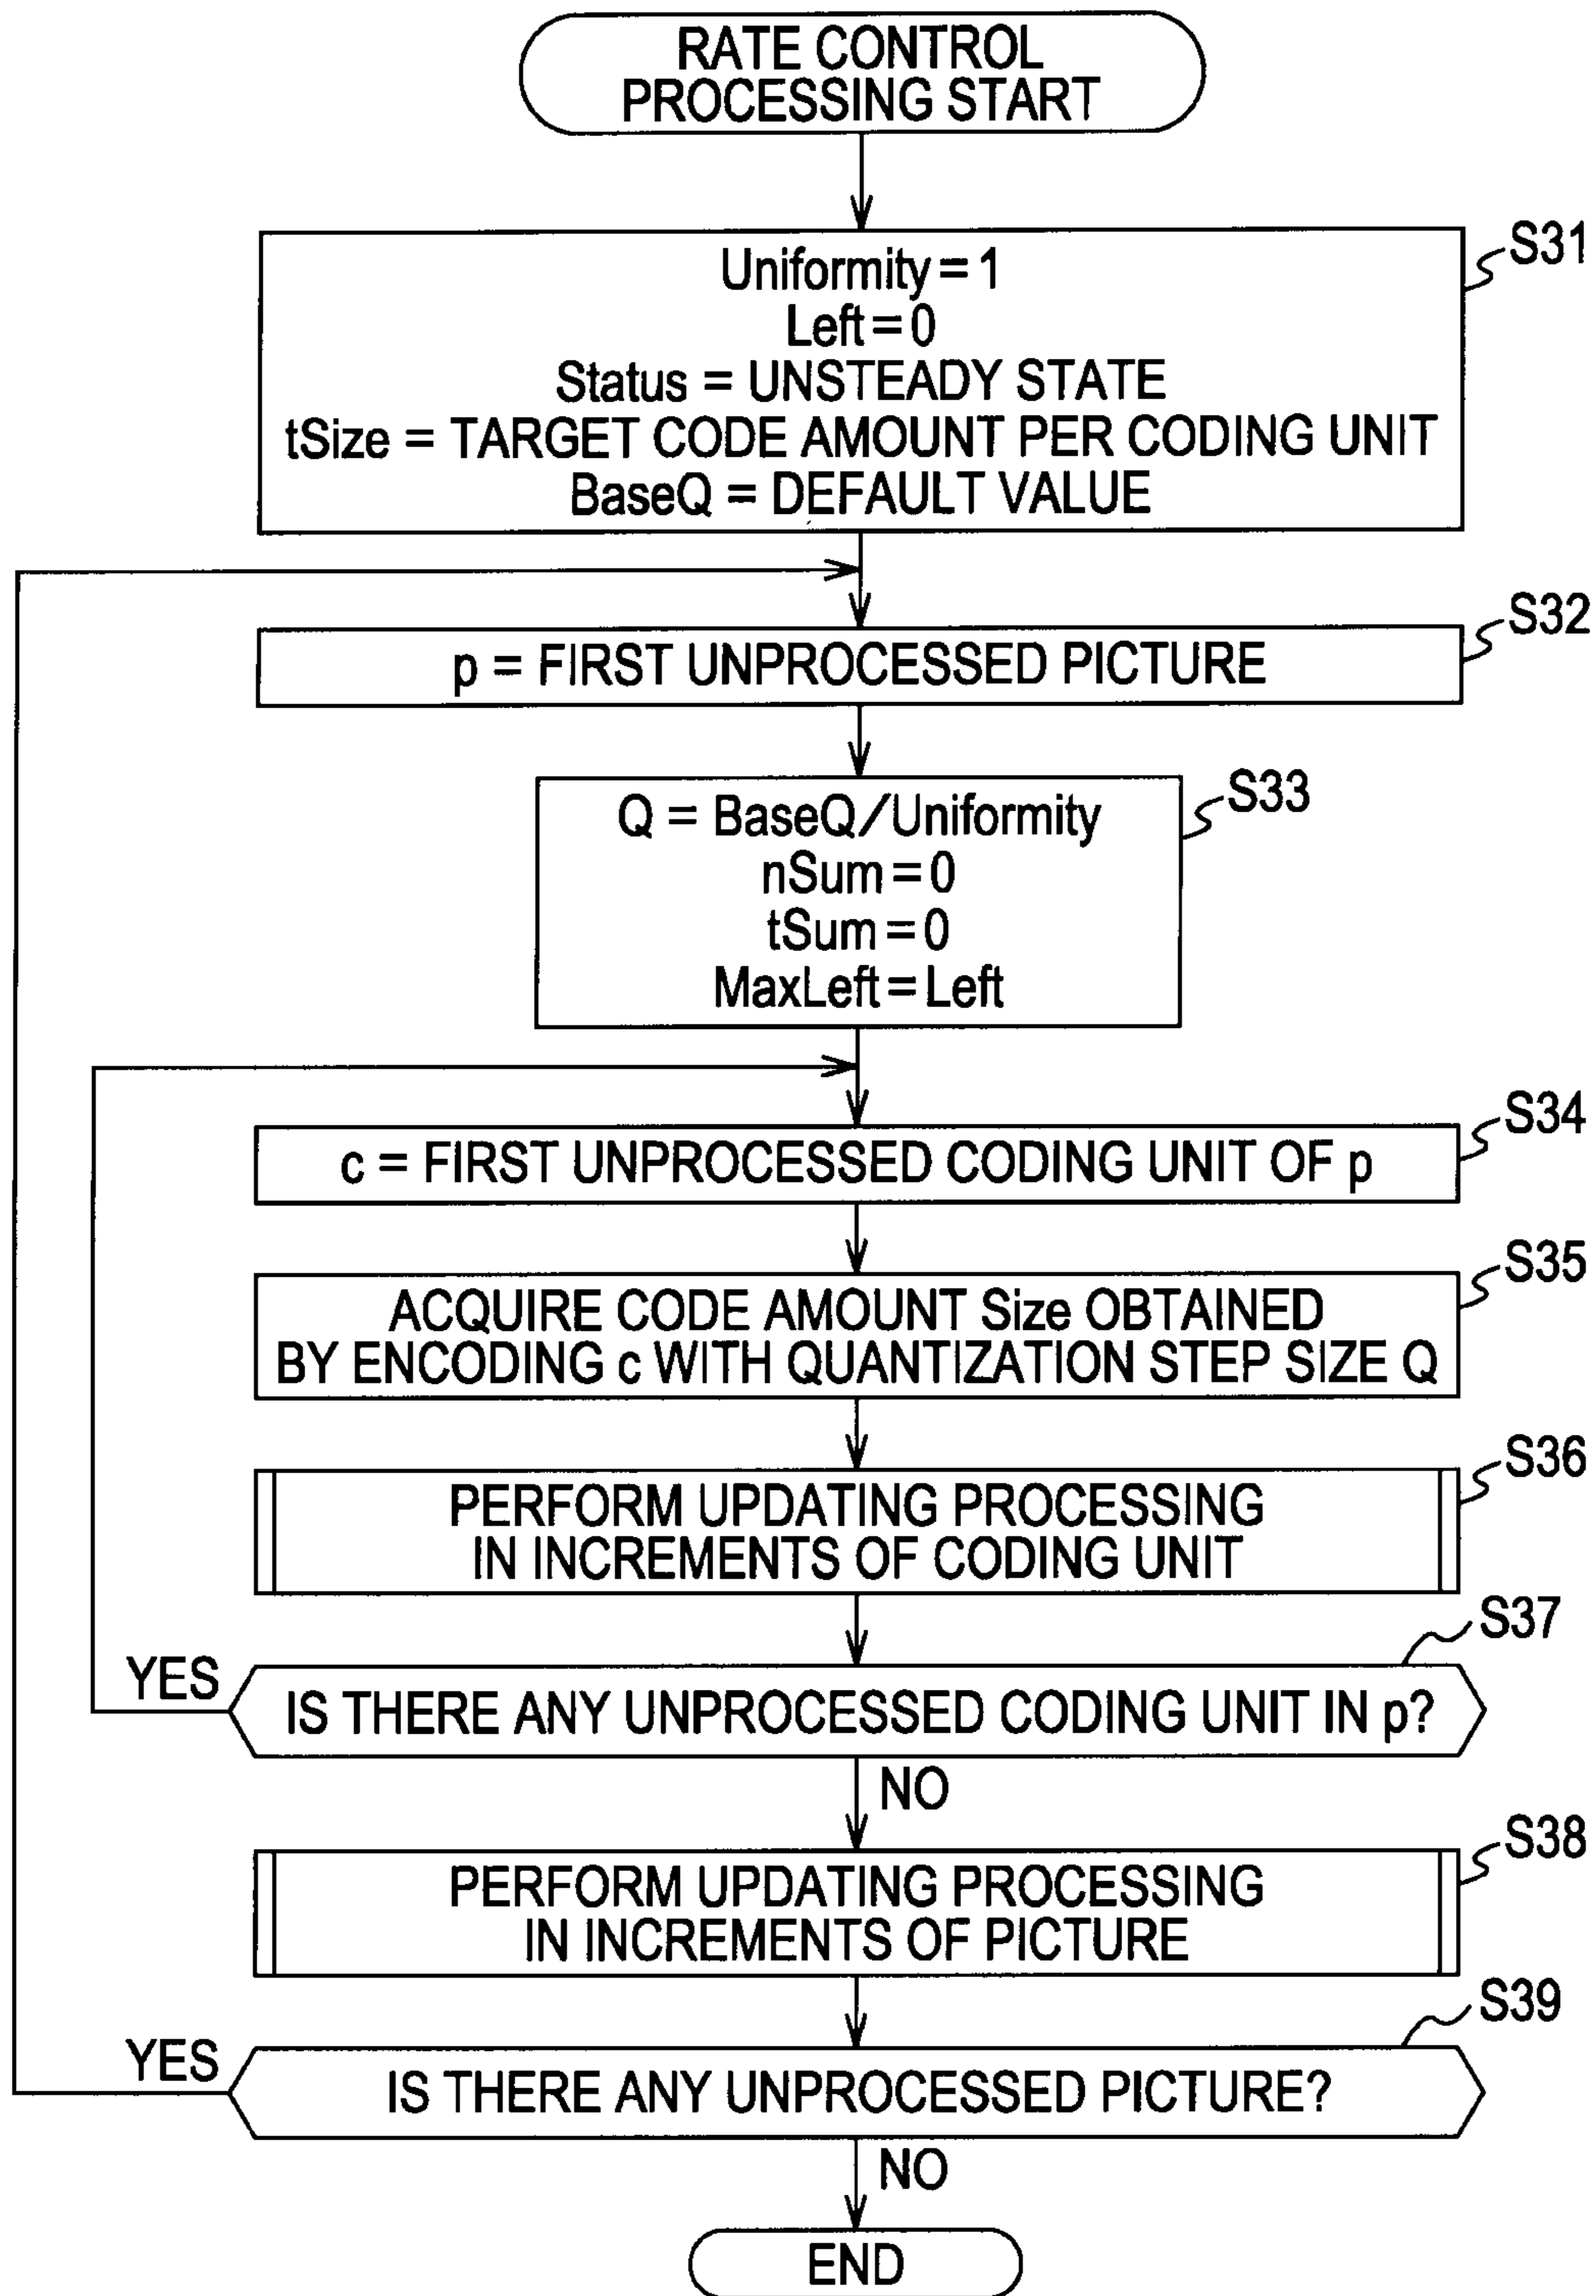 RATE CONTROL
PROCESSING START
S31
Uniformity = 1
Left = 0
Status = UNSTEADY STATE
tSize = TARGET CODE AMOUNT PER CODING UNIT
BaseQ = DEFAULT VALUE
S32
p = FIRST UNPROCESSED PICTURE
S33
Q = BaseQ/Uniformity
nSum = 0
tSum = 0
MaxLeft = Left
S34
c = FIRST UNPROCESSED CODING UNIT OF p
S35
ACQUIRE CODE AMOUNT Size OBTAINED
BY ENCODING c WITH QUANTIZATION STEP SIZE Q
S36
PERFORM UPDATING PROCESSING
IN INCREMENTS OF CODING UNIT
S37
YES
IS THERE ANY UNPROCESSED CODING UNIT IN p?
NO
S38
PERFORM UPDATING PROCESSING
IN INCREMENTS OF PICTURE
S39
YES
IS THERE ANY UNPROCESSED PICTURE?
NO
END